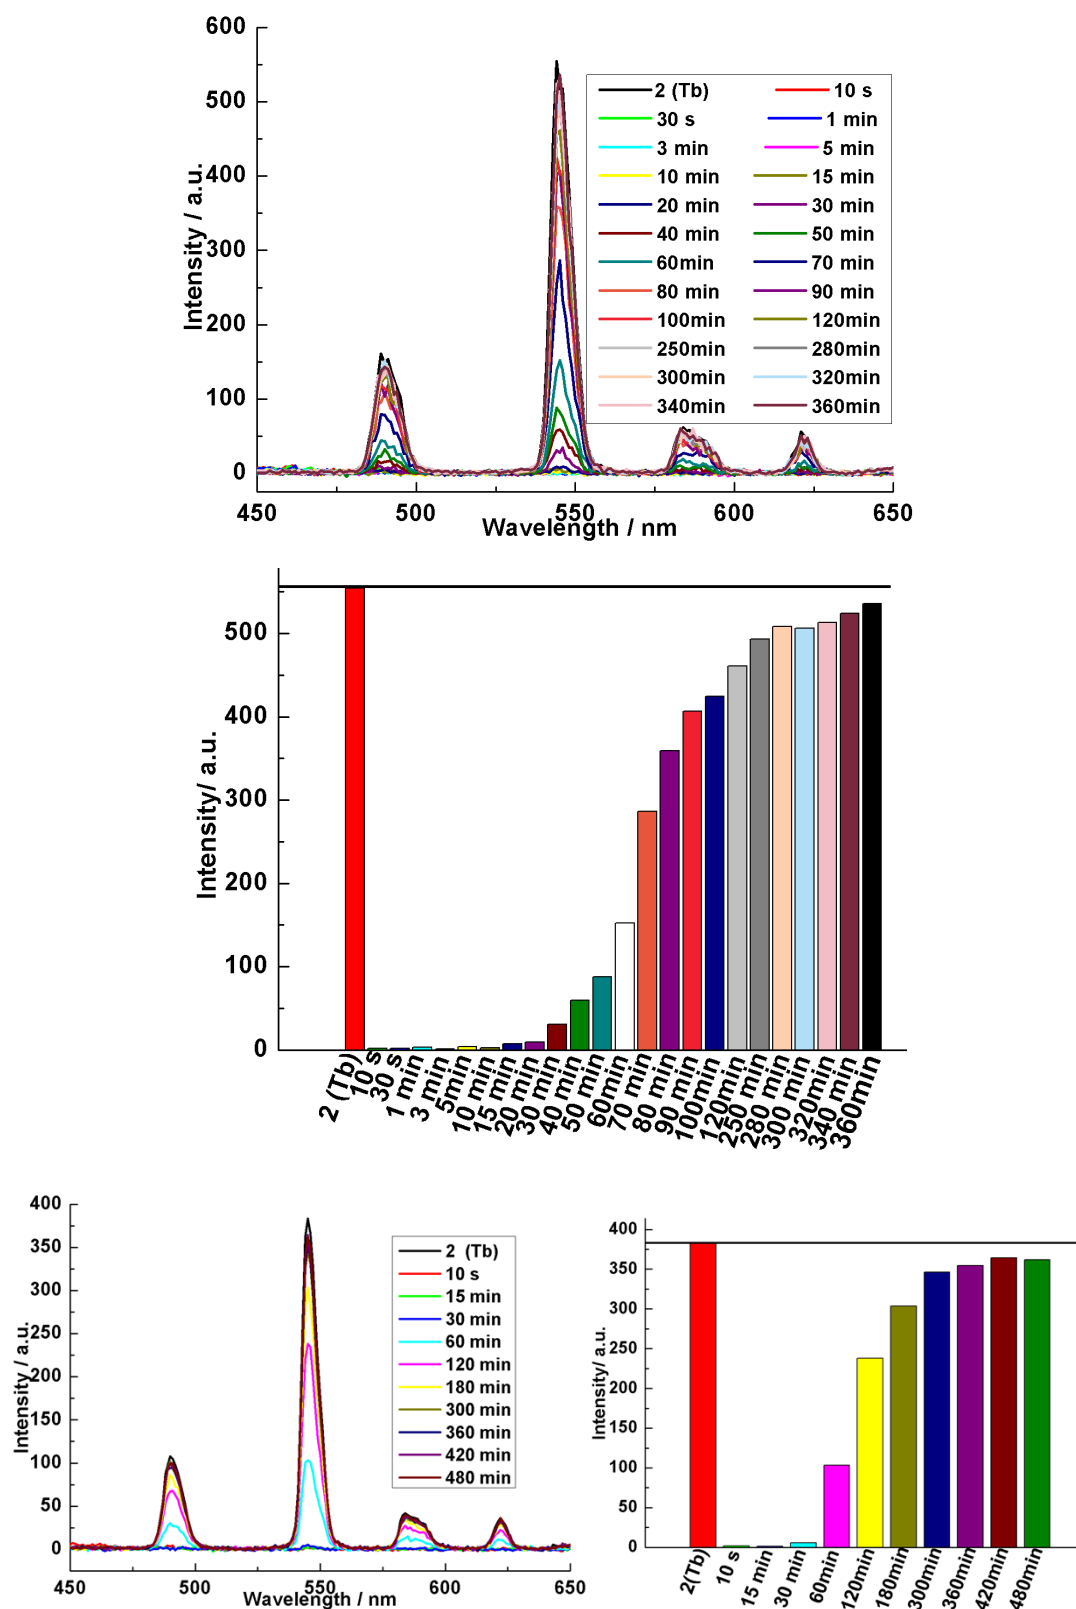 600
500
400
300
200
100
0
Intensity / a.u.
2 (Tb) 10 s
30 s 1 min
3 min 5 min
10 min 15 min
20 min 30 min
40 min 50 min
60min 70 min
80 min 90 min
100min 120min
250min 280min
300min 320min
340min 360min
450 500 550 600 650
Wavelength / nm
500
400
300
200
100
0
Intensity/ a.u.
2 (Tb) 10 s 30 s 1 min 3 min 5min 10 min 15 min 20 min 30 min 40 min 50 min 60min 70 min 80 min 90 min 100min 120min 250 min 280 min 300 min 320min 340 min 360min
400
350
300
250
200
150
100
50
0
Intensity / a.u.
2 (Tb)
10 s
15 min
30 min
60 min
120 min
180 min
300 min
360 min
420 min
480 min
450 500 550 600 650
Wavelength / nm
400
350
300
250
200
150
100
50
0
Intensity/ a.u.
2(Tb) 10 s 15 min 30 min 60min 120min 180min 300min 360min 420min 480min